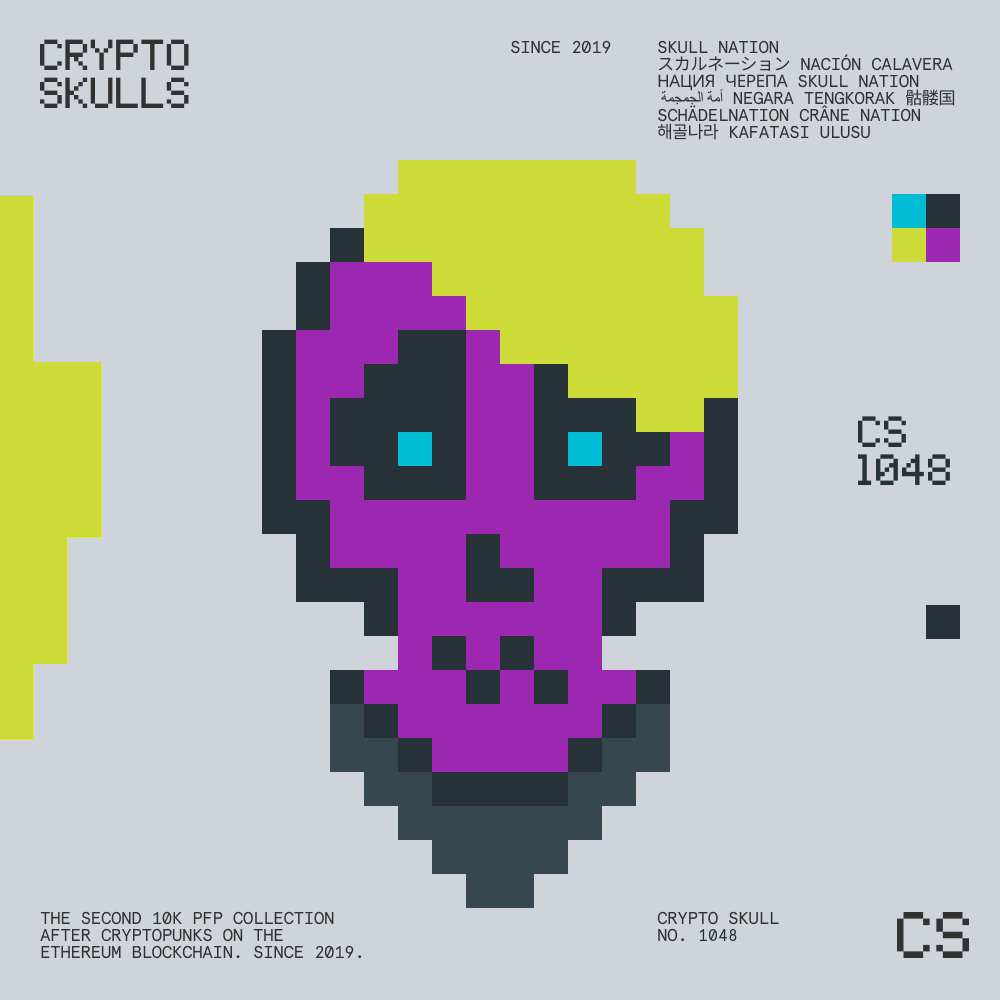 CRYPTO
SKULLS
SINCE 2019
SKULL NATION
スカルネーション NACIÓN CALAVERA
НАЦИЯ ЧЕРЕПА SKULL NATION
أمة الجمجمة NEGARA TENGKORAK 骷髅国
SCHÄDELNATION CRÂNE NATION
해골나라 KAFATASI ULUSU
CS
1048
THE SECOND 10K PFP COLLECTION
AFTER CRYPTOPUNKS ON THE
ETHEREUM BLOCKCHAIN. SINCE 2019.
CRYPTO SKULL
NO. 1048
CS